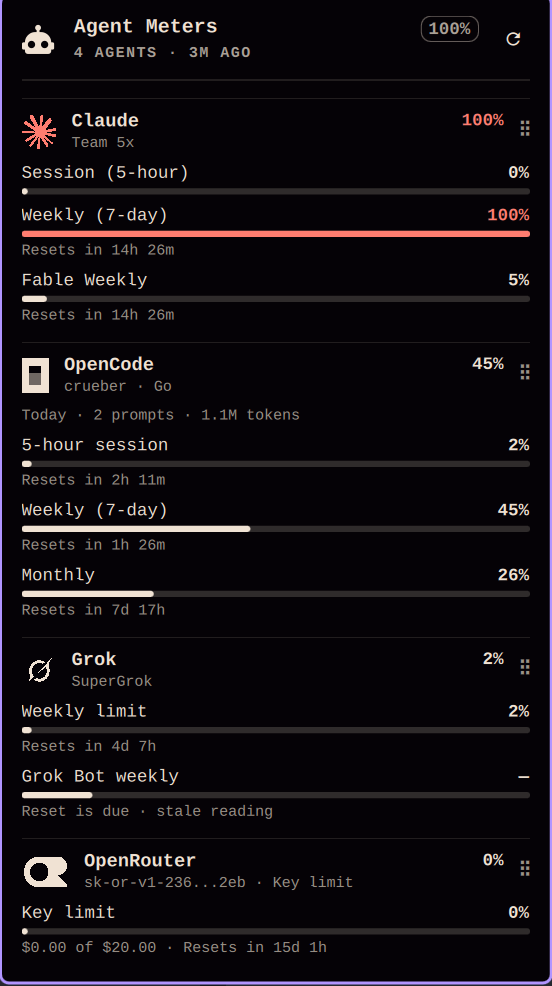 Agent Meters
100%
4 AGENTS · 3M AGO
Claude
100%
Team 5x
Session (5-hour)
0%
Weekly (7-day)
100%
Resets in 14h 26m
Fable Weekly
5%
Resets in 14h 26m
OpenCode
45%
crueber · Go
Today · 2 prompts · 1.1M tokens
5-hour session
2%
Resets in 2h 11m
Weekly (7-day)
45%
Resets in 1h 26m
Monthly
26%
Resets in 7d 17h
Grok
2%
SuperGrok
Weekly limit
2%
Resets in 4d 7h
Grok Bot weekly
—
Reset is due · stale reading
OpenRouter
0%
sk-or-v1-236...2eb · Key limit
Key limit
0%
$0.00 of $20.00 · Resets in 15d 1h